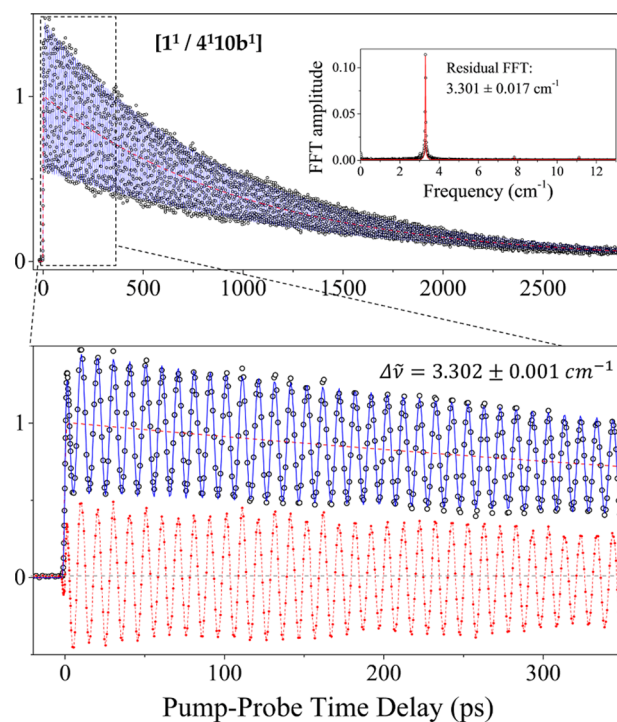 [1¹ / 4¹10b¹]
Residual FFT:
3.301 ± 0.017 cm⁻¹
FFT amplitude
0.10
0.05
0.00
0 2 4 6 8 10 12
Frequency (cm⁻¹)
1
0
0 500 1000 1500 2000 2500
Δṽ = 3.302 ± 0.001 cm⁻¹
1
0
0 100 200 300
Pump-Probe Time Delay (ps)